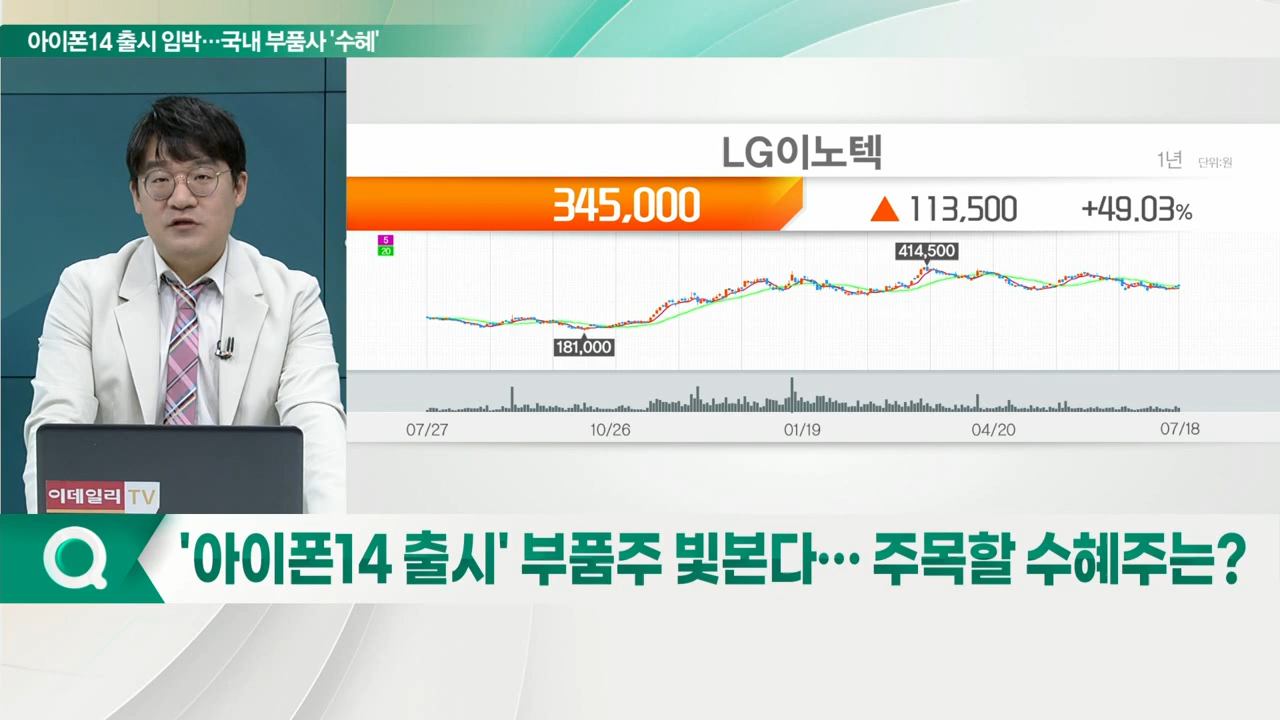 아이폰14 출시 임박…국내 부품사 '수혜'
LG이노텍
1년 단위:원
345,000
▲ 113,500 +49.03%
5
20
414,500
181,000
07/27 10/26 01/19 04/20 07/18
이데일리 TV
Q '아이폰14 출시' 부품주 빛본다… 주목할 수혜주는?